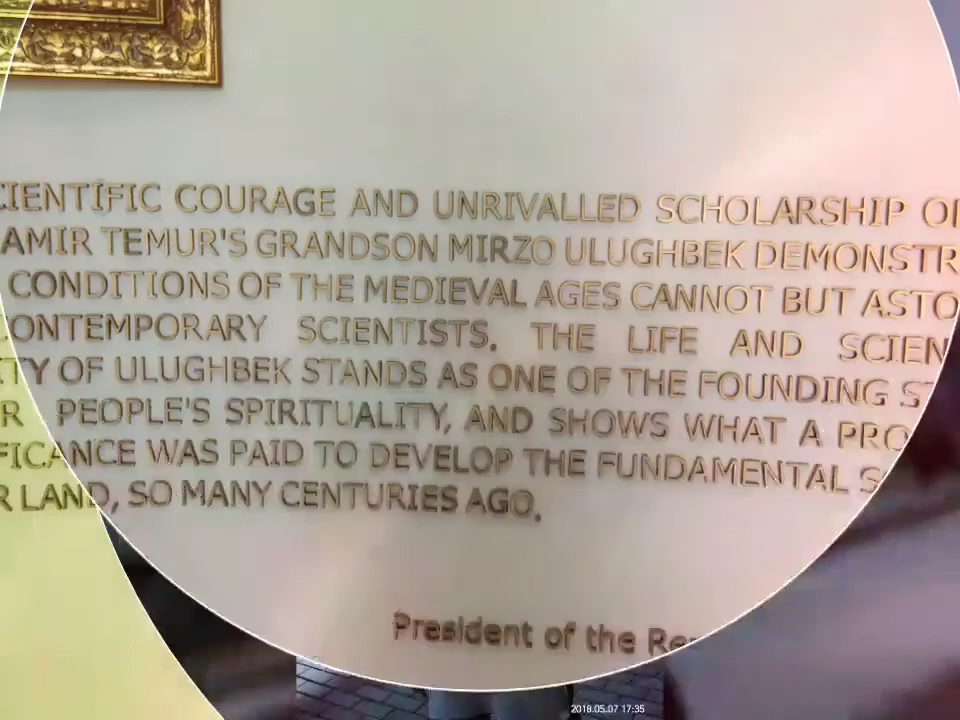 CIENTIFIC COURAGE AND UNRIVALLED SCHOLARSHIP OF
AMIR TEMUR'S GRANDSON MIRZO ULUGHBEK DEMONSTR
CONDITIONS OF THE MEDIEVAL AGES CANNOT BUT ASTO
CONTEMPORARY SCIENTISTS. THE LIFE AND SCIEN
ITY OF ULUGHBEK STANDS AS ONE OF THE FOUNDING S
R PEOPLE'S SPIRITUALITY, AND SHOWS WHAT A PRO
FICANCE WAS PAID TO DEVELOP THE FUNDAMENTAL S
R LAND, SO MANY CENTURIES AGO.
President of the Re
2018.05.07 17:35